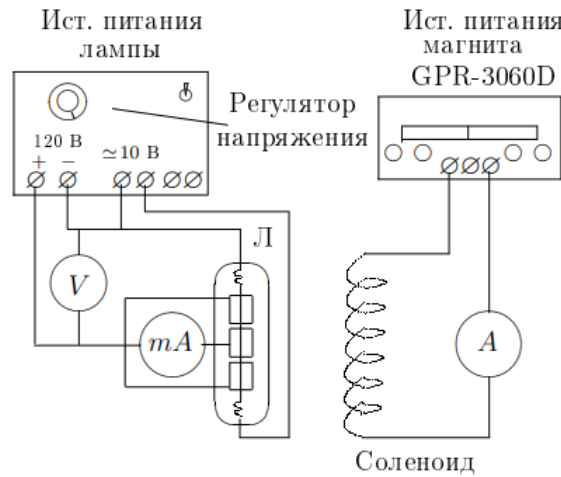 Ист. питания
лампы
Ист. питания
магнита
GPR-3060D
Регулятор
напряжения
120 В
+ −
≃10 В
Л
V
mA
A
Соленоид